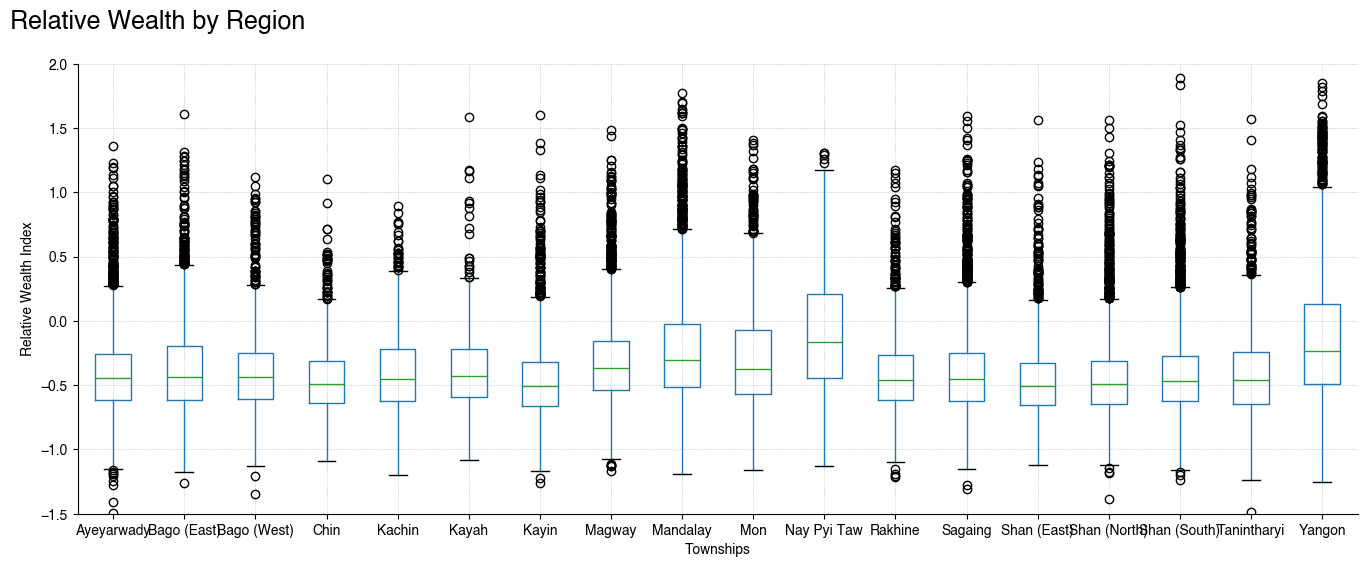 Relative Wealth by Region
2.0
1.5
1.0
0.5
0.0
−0.5
−1.0
−1.5
Relative Wealth Index
Ayeyarwady Bago (East) Bago (West) Chin Kachin Kayah Kayin Magway Mandalay Mon Nay Pyi Taw Rakhine Sagaing Shan (East) Shan (North) Shan (South) Tanintharyi Yangon
Townships